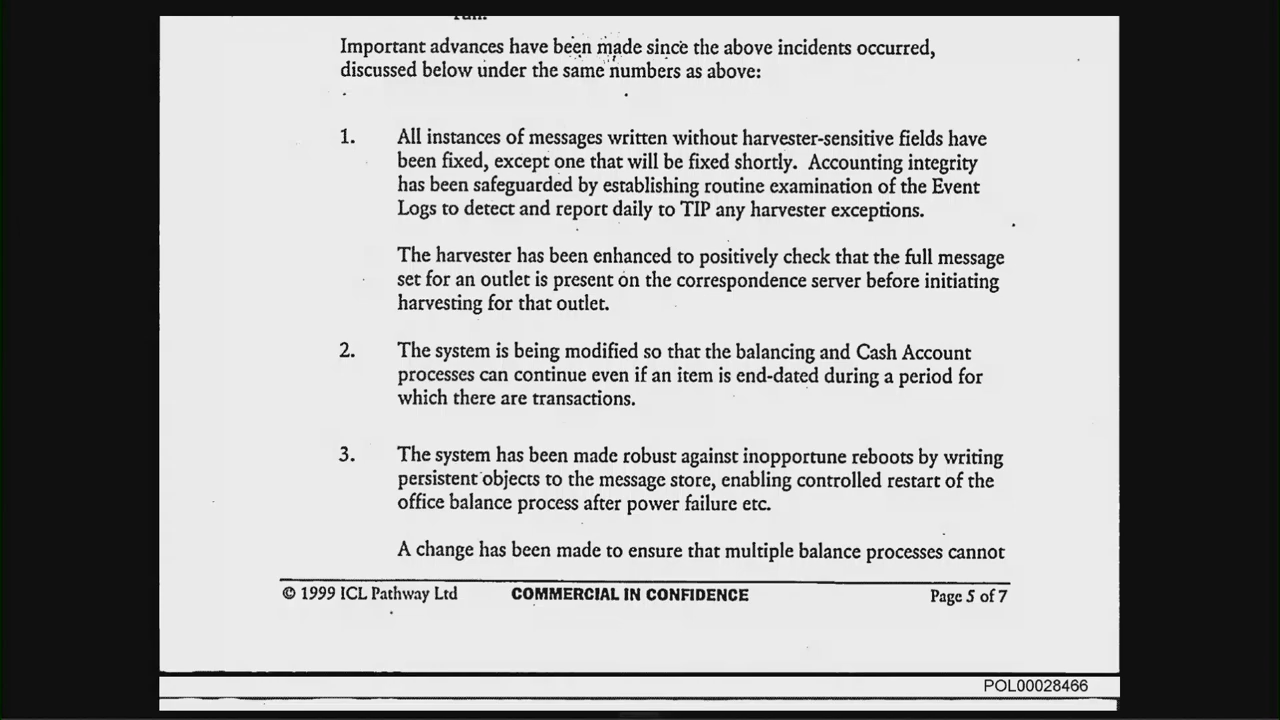 Important advances have been made since the above incidents occurred,
discussed below under the same numbers as above:
1. All instances of messages written without harvester-sensitive fields have
been fixed, except one that will be fixed shortly. Accounting integrity
has been safeguarded by establishing routine examination of the Event
Logs to detect and report daily to TIP any harvester exceptions.
The harvester has been enhanced to positively check that the full message
set for an outlet is present on the correspondence server before initiating
harvesting for that outlet.
2. The system is being modified so that the balancing and Cash Account
processes can continue even if an item is end-dated during a period for
which there are transactions.
3. The system has been made robust against inopportune reboots by writing
persistent objects to the message store, enabling controlled restart of the
office balance process after power failure etc.
A change has been made to ensure that multiple balance processes cannot
© 1999 ICL Pathway Ltd COMMERCIAL IN CONFIDENCE Page 5 of 7
POL00028466